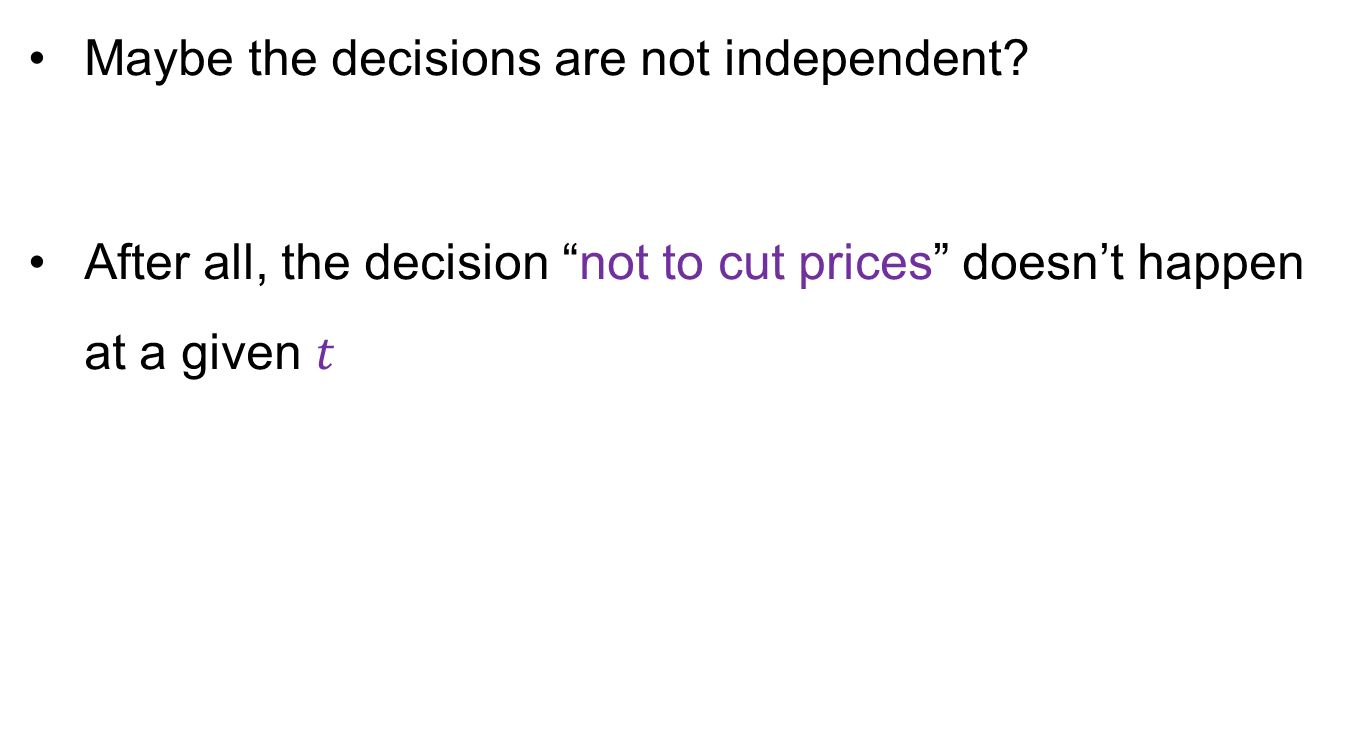 • Maybe the decisions are not independent?
• After all, the decision “not to cut prices” doesn’t happen
at a given t